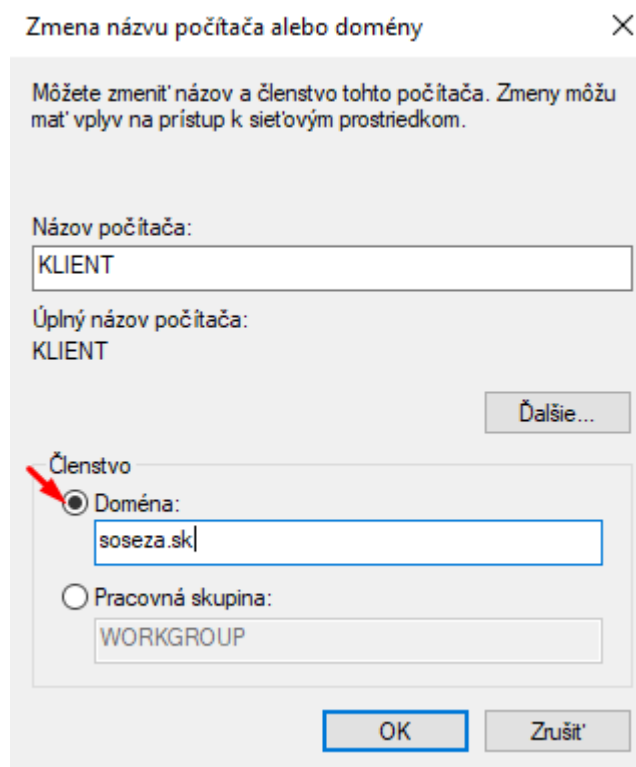 Zmena názvu počítača alebo domény
Môžete zmeniť názov a členstvo tohto počítača. Zmeny môžu
mať vplyv na prístup k sieťovým prostriedkom.
Názov počítača:
KLIENT
Úplný názov počítača:
KLIENT
Ďalšie...
Členstvo
Doména:
soseza.sk
Pracovná skupina:
WORKGROUP
OK
Zrušiť